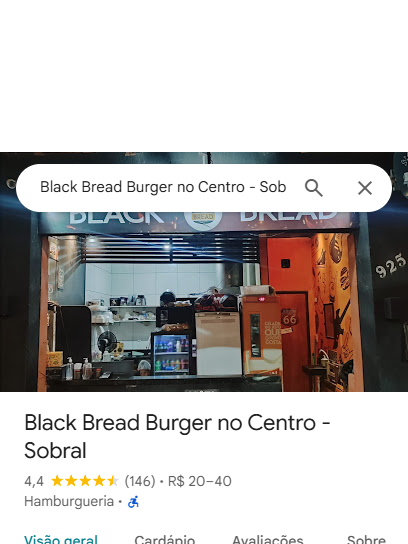 Black Bread Burger no Centro - Sob
BLACK BREAD BREAD
925
66
Black Bread Burger no Centro -
Sobral
4,4 (146) • R$ 20–40
Hamburgueria •
Visão geral Cardápio Avaliações Sobre